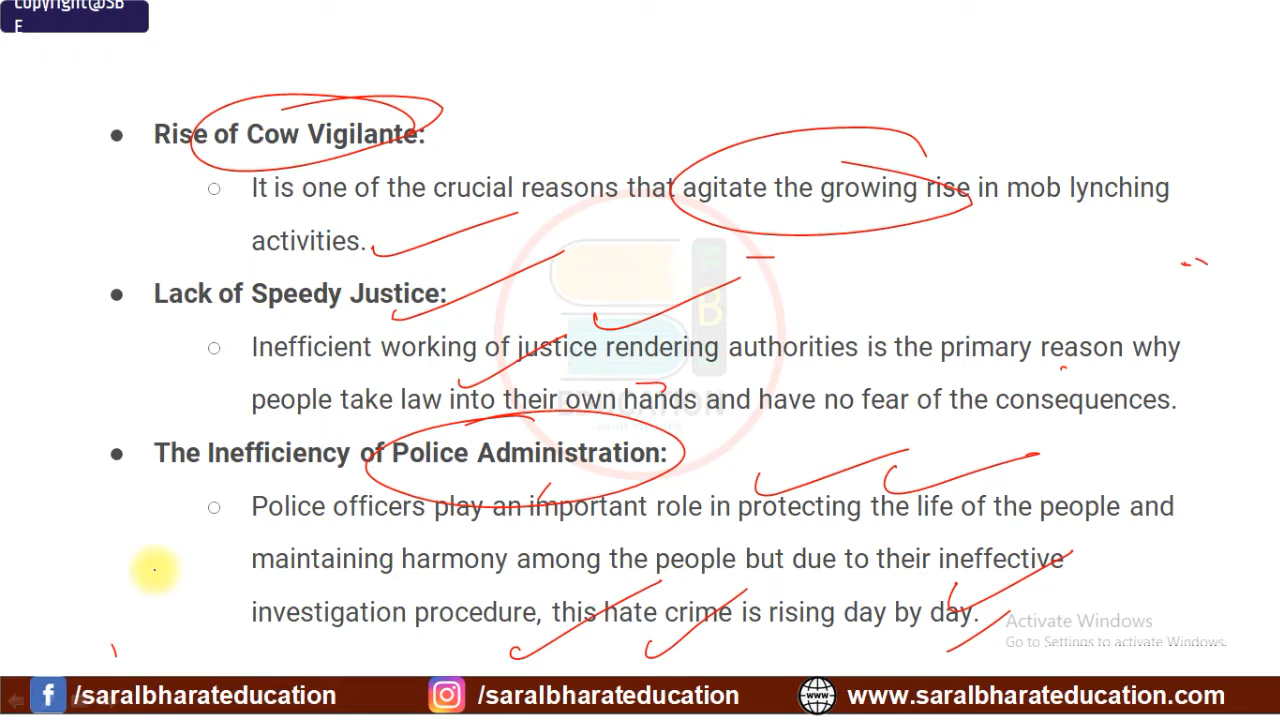 Copyright@SB
E
● Rise of Cow Vigilante:
○ It is one of the crucial reasons that agitate the growing rise in mob lynching
activities.
● Lack of Speedy Justice:
○ Inefficient working of justice rendering authorities is the primary reason why
people take law into their own hands and have no fear of the consequences.
● The Inefficiency of Police Administration:
○ Police officers play an important role in protecting the life of the people and
maintaining harmony among the people but due to their ineffective
investigation procedure, this hate crime is rising day by day.
S
B
E
EDUCATION
Activate Windows
Go to Settings to activate Windows.
f /saralbharateducation /saralbharateducation WWW www.saralbharateducation.com